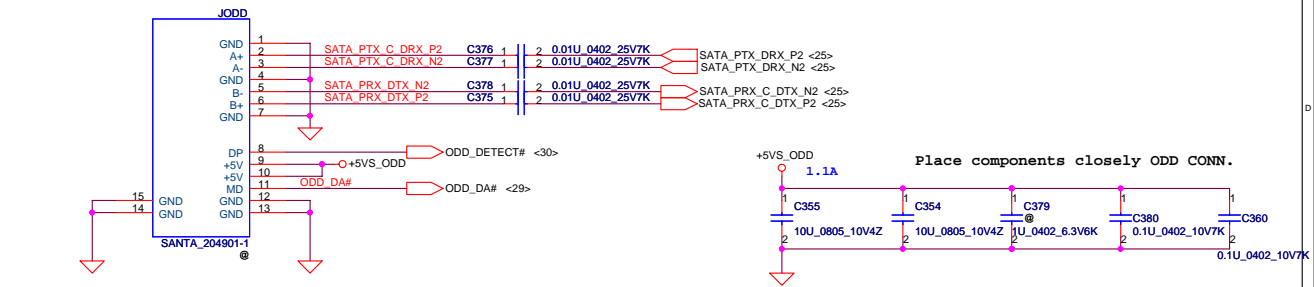 JODD
GND 1
A+ 2 SATA_PTX_C_DRX_P2 C376 1 2 0.01U_0402_25V7K SATA_PTX_DRX_P2 <25>
A- 3 SATA_PTX_C_DRX_N2 C377 1 2 0.01U_0402_25V7K SATA_PTX_DRX_N2 <25>
GND 4
B- 5 SATA_PRX_DTX_N2 C378 1 2 0.01U_0402_25V7K SATA_PRX_C_DTX_N2 <25>
B+ 6 SATA_PRX_DTX_P2 C375 1 2 0.01U_0402_25V7K SATA_PRX_C_DTX_P2 <25>
GND 7
DP 8 ODD_DETECT# <30>
+5V 9 +5VS_ODD
+5V 10
MD 11 ODD_DA# ODD_DA# <29>
15 GND GND 12
14 GND GND 13
SANTA_204901-1
@
D
Place components closely ODD CONN.
+5VS_ODD
1.1A
1 C355 10U_0805_10V4Z 2
1 C354 10U_0805_10V4Z 2
1 C379 @ 1U_0402_6.3V6K 2
1 C380 0.1U_0402_10V7K 2
1 C360 2 0.1U_0402_10V7K